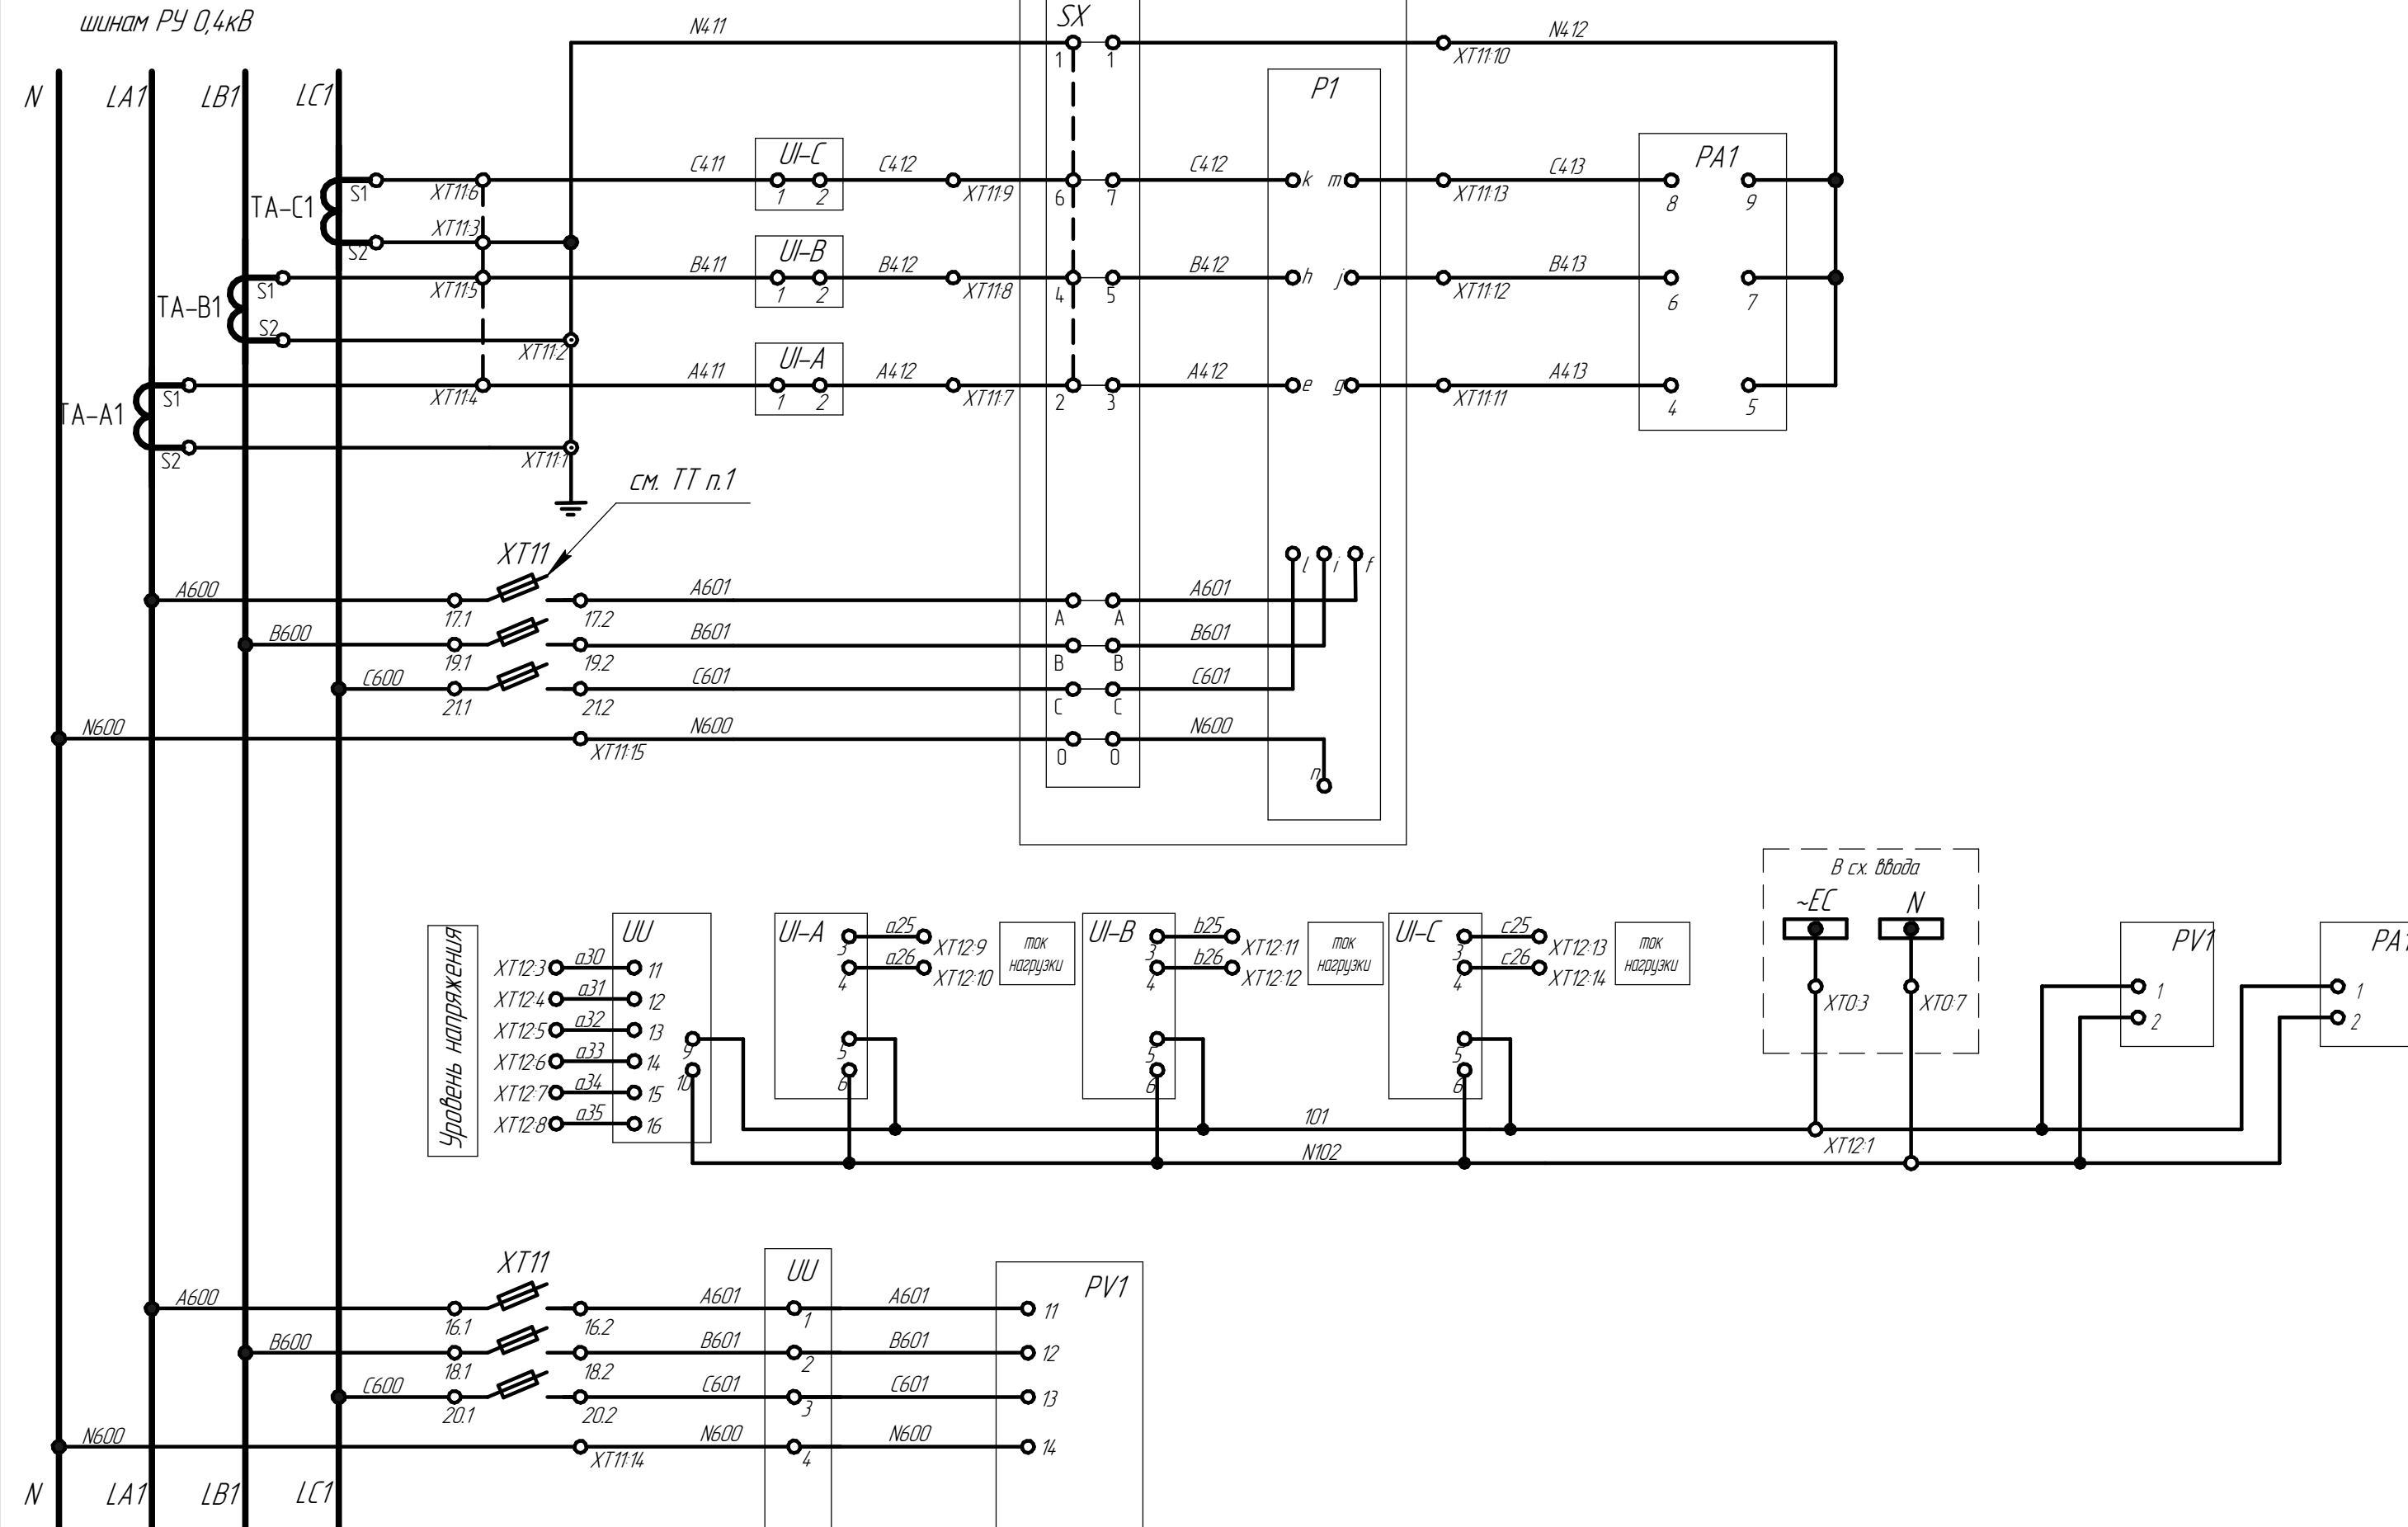 шинам РУ 0,4кВ
N
LA1
LB1
LC1
N411
SX
1
1
N412
XT11:10
P1
TA-C1
S1
S2
XT11:6
XT11:3
C411
UI-C
1
2
C412
XT11:9
6
7
C412
k
m
XT11:13
C413
PA1
8
9
TA-B1
S1
S2
XT11:5
XT11:2
B411
UI-B
1
2
B412
XT11:8
4
5
B412
h
j
XT11:12
B413
6
7
TA-A1
S1
S2
XT11:4
XT11:1
A411
UI-A
1
2
A412
XT11:7
2
3
A412
e
g
XT11:11
A413
4
5
см. ТТ п.1
XT11
l
i
f
A600
17.1
17.2
A601
A
A
A601
B600
19.1
19.2
B601
B
B
B601
C600
21.1
21.2
C601
C
C
C601
N600
XT11:15
N600
0
0
N600
n
Уровень напряжения
UU
XT12:3
a30
11
XT12:4
a31
12
XT12:5
a32
13
XT12:6
a33
14
XT12:7
a34
15
XT12:8
a35
16
9
10
UI-A
3
a25
XT12:9
4
a26
XT12:10
5
6
ток
нагрузки
UI-B
3
b25
XT12:11
4
b26
XT12:12
5
6
ток
нагрузки
UI-C
3
c25
XT12:13
4
c26
XT12:14
5
6
ток
нагрузки
В сх. ввода
~EC
N
XT0:3
XT0:7
PV1
1
2
PA1
1
2
101
XT12:1
N102
XT11
UU
PV1
A600
16.1
16.2
A601
1
A601
11
B600
18.1
18.2
B601
2
B601
12
C600
20.1
20.2
C601
3
C601
13
N600
XT11:14
N600
4
N600
14
N
LA1
LB1
LC1